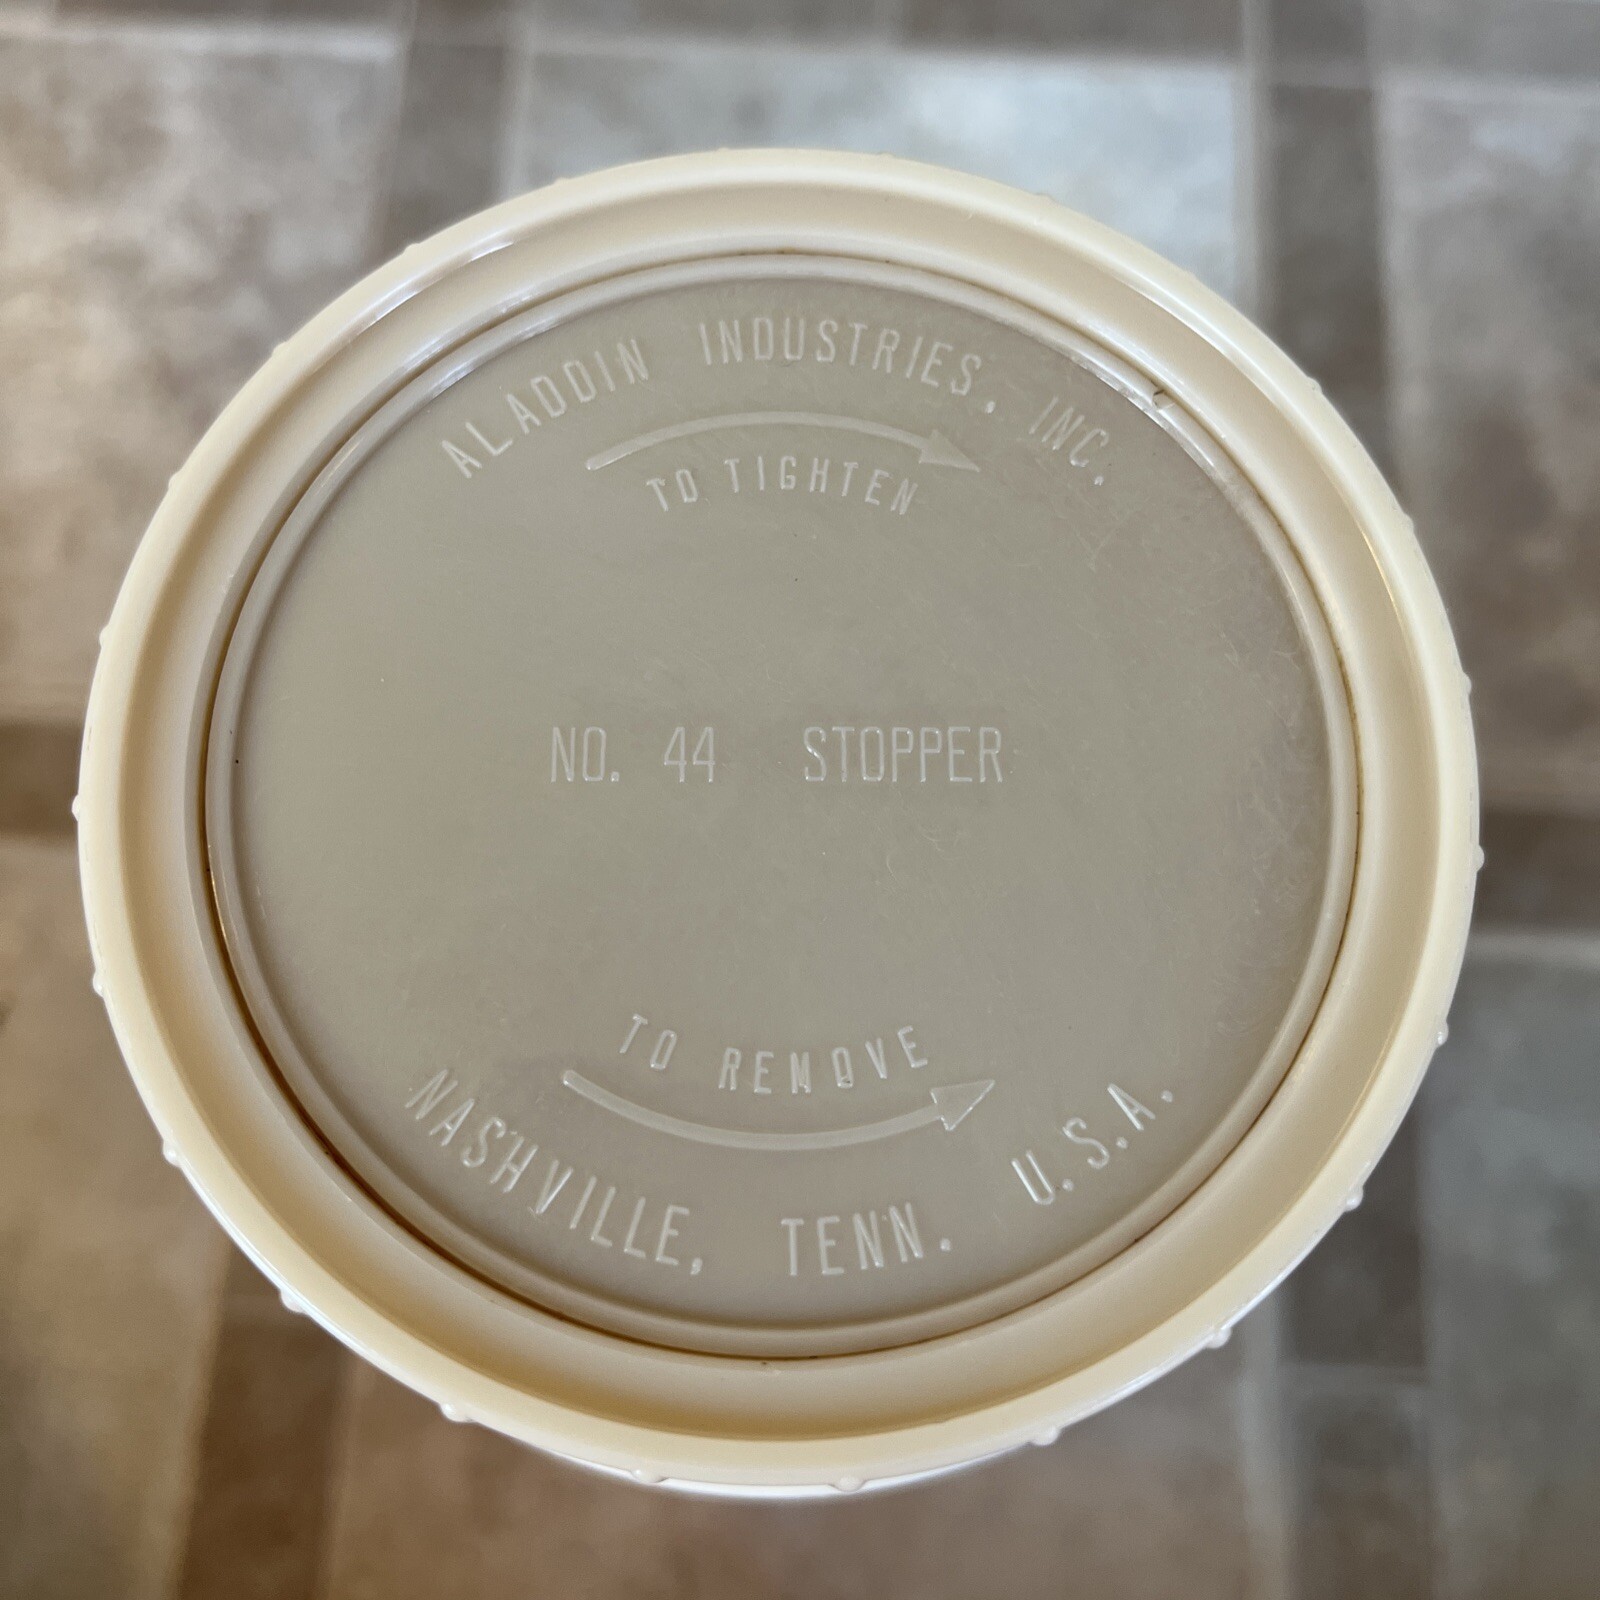 ALADDIN INDUSTRIES, INC.
TO TIGHTEN
NO. 44 STOPPER
TO REMOVE
NASHVILLE, TENN. U.S.A.